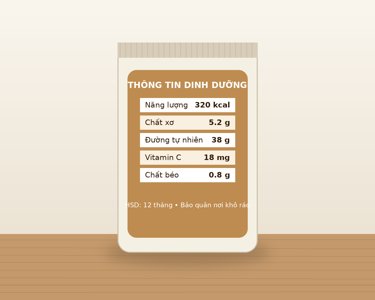 THÔNG TIN DINH DƯỠNG
Năng lượng 320 kcal
Chất xơ 5.2 g
Đường tự nhiên 38 g
Vitamin C 18 mg
Chất béo 0.8 g
HSD: 12 tháng • Bảo quản nơi khô ráo